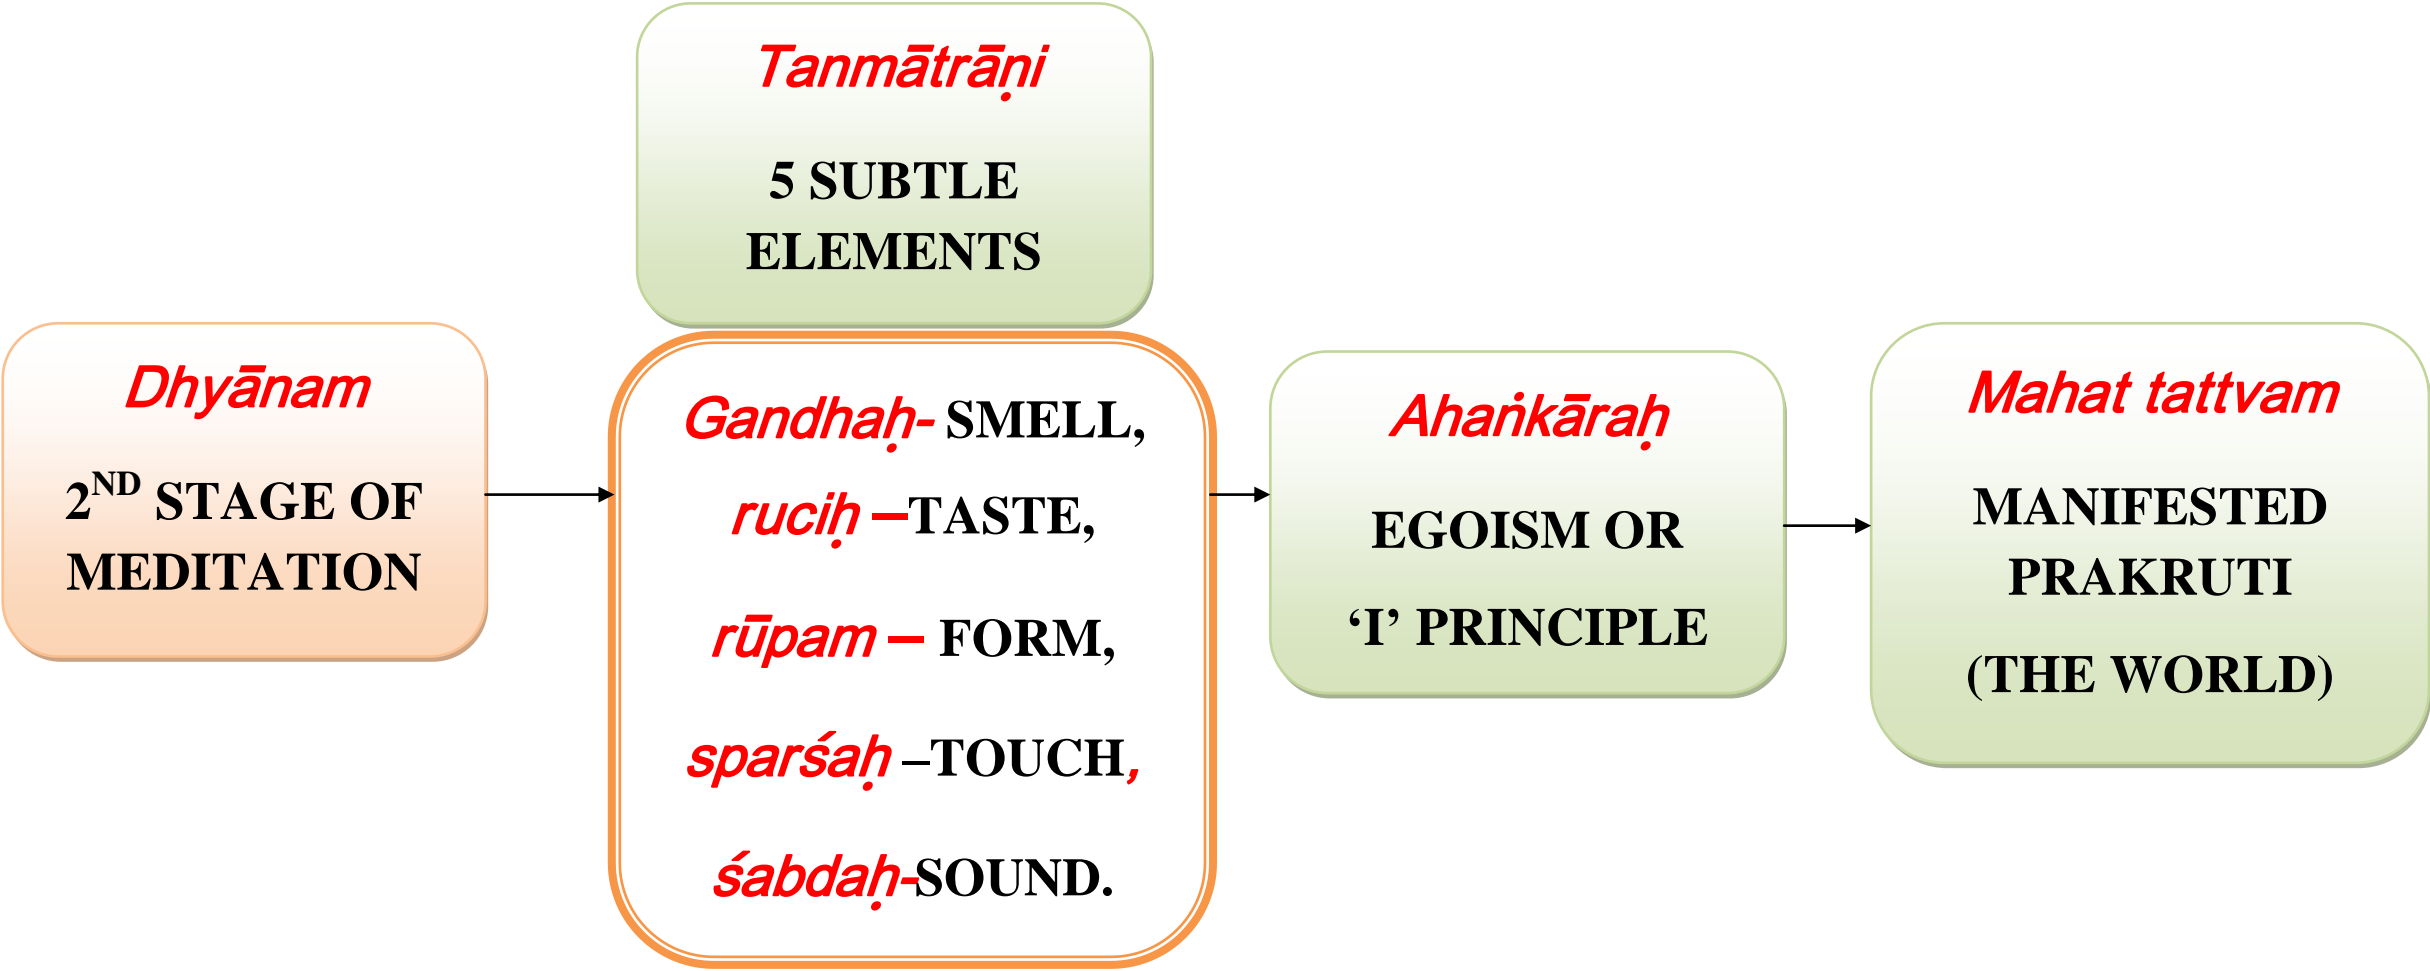 Tanmātrāṇi
5 SUBTLE
ELEMENTS
Dhyānam
2ND STAGE OF
MEDITATION
Gandhaḥ- SMELL,
ruciḥ –TASTE,
rūpam – FORM,
sparśaḥ –TOUCH,
śabdaḥ-SOUND.
Ahaṅkāraḥ
EGOISM OR
‘I’ PRINCIPLE
Mahat tattvam
MANIFESTED
PRAKRUTI
(THE WORLD)